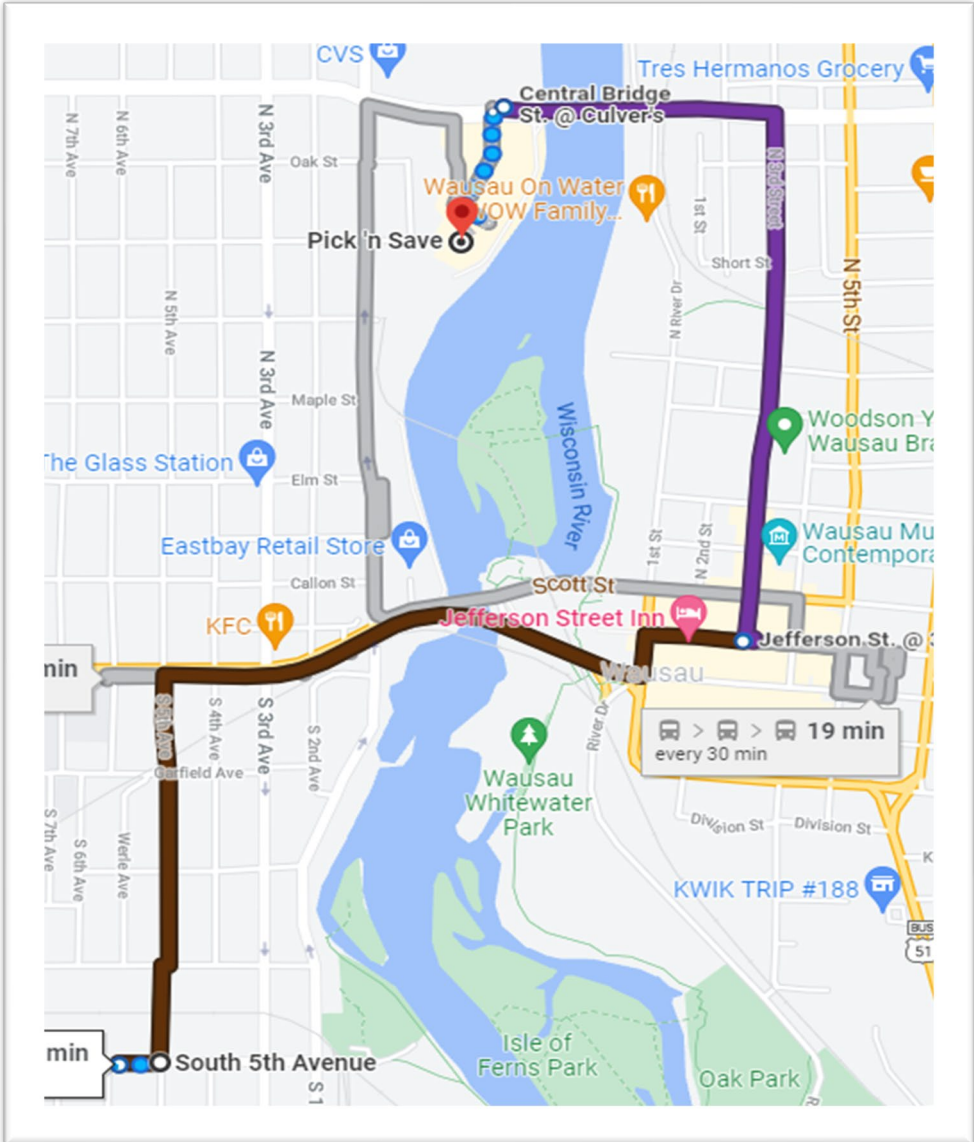 CVS
Tres Hermanos Grocery
Central Bridge
St. @ Culver's
N 7th Ave
N 6th Ave
N 3rd Ave
Oak St
N 3rd Street
Wausau On Water
WOW Family...
1st St
Pick 'n Save
Short St
N 5th St
N River Dr
N 5th Ave
N 3rd Ave
Maple St
Wisconsin River
Woodson Y
Wausau Bra
The Glass Station
Elm St
Eastbay Retail Store
1st St
N 2nd St
Wausau Mu
Contempora
Callon St
Scott St
KFC
Jefferson Street Inn
Jefferson St. @ 3
min
Wausau
S 5th Ave
S 4th Ave
S 3rd Ave
S 2nd Ave
River Dr
19 min
every 30 min
Garfield Ave
Wausau
Whitewater
Park
S 7th Ave
S 6th Ave
Werle Ave
Division St
Division St
K
KWIK TRIP #188
BUS
51
min
South 5th Avenue
S 1
Isle of
Ferns Park
Oak Park
R